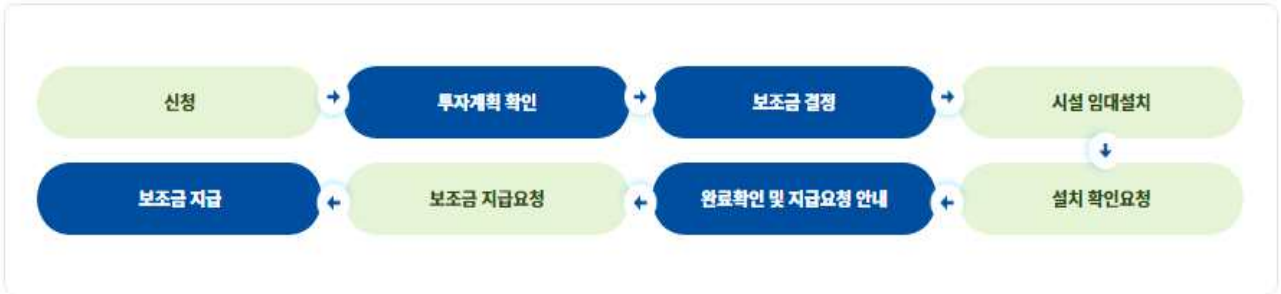 신청
투자계획 확인
보조금 결정
시설 임대설치
보조금 지급
보조금 지급요청
완료확인 및 지급요청 안내
설치 확인요청